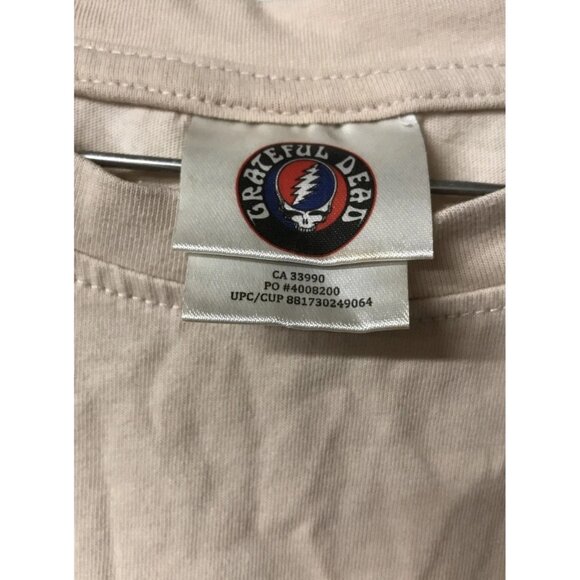 GRATEFUL DEAD
CA 33990
PO #4008200
UPC/CUP 881730249064